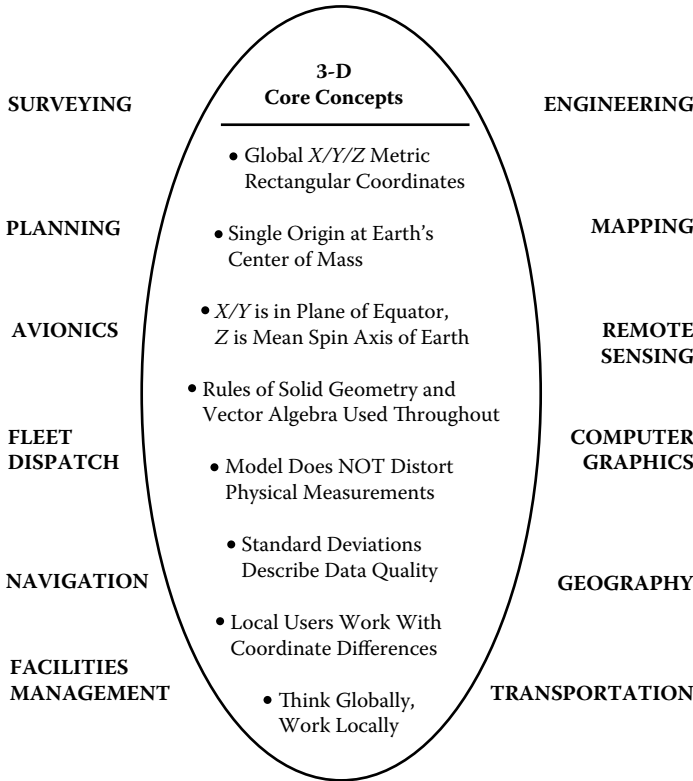 3-D
Core Concepts
• Global X/Y/Z Metric
Rectangular Coordinates
• Single Origin at Earth's
Center of Mass
• X/Y is in Plane of Equator,
Z is Mean Spin Axis of Earth
• Rules of Solid Geometry and
Vector Algebra Used Throughout
• Model Does NOT Distort
Physical Measurements
• Standard Deviations
Describe Data Quality
• Local Users Work With
Coordinate Differences
• Think Globally,
Work Locally
SURVEYING
PLANNING
AVIONICS
FLEET
DISPATCH
NAVIGATION
FACILITIES
MANAGEMENT
ENGINEERING
MAPPING
REMOTE
SENSING
COMPUTER
GRAPHICS
GEOGRAPHY
TRANSPORTATION